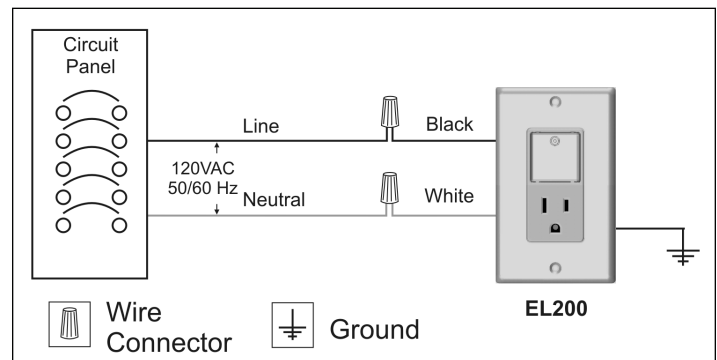 Circuit
Panel
Line
Black
120VAC
50/60 Hz
Neutral
White
EL200
Wire
Connector
Ground